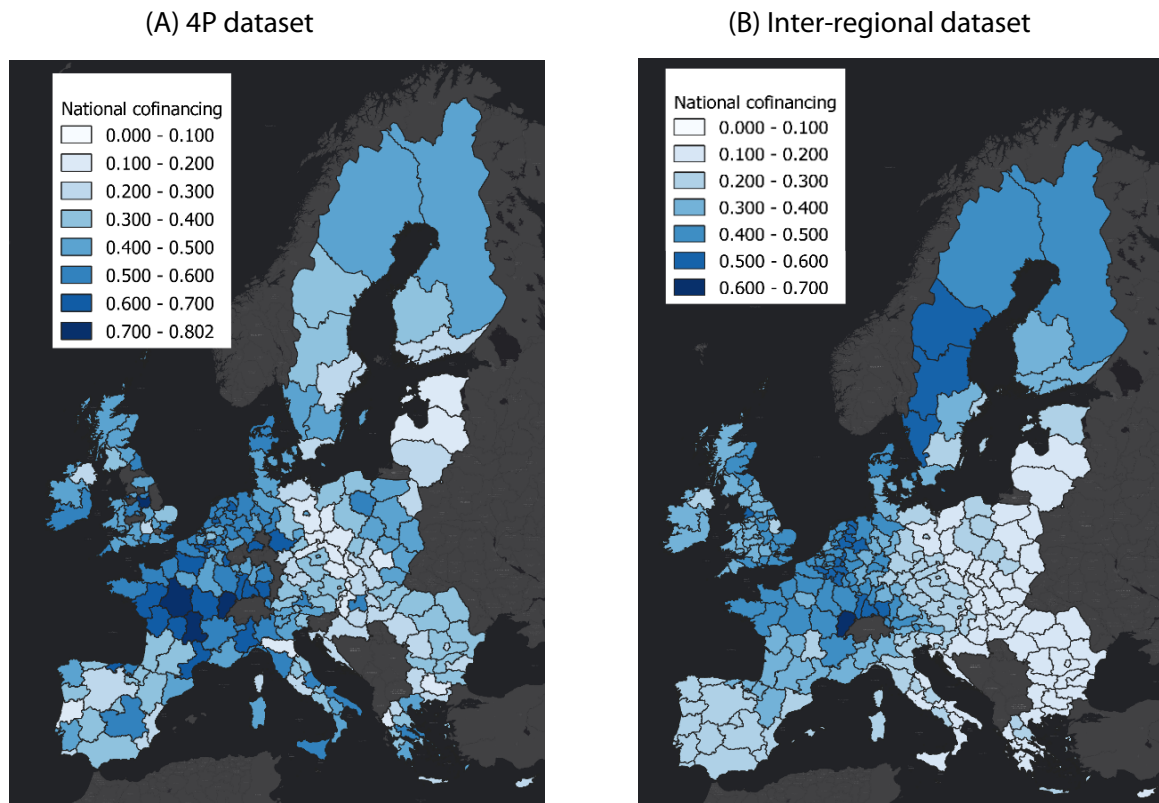 (A) 4P dataset
National cofinancing
0.000 - 0.100
0.100 - 0.200
0.200 - 0.300
0.300 - 0.400
0.400 - 0.500
0.500 - 0.600
0.600 - 0.700
0.700 - 0.802
(B) Inter-regional dataset
National cofinancing
0.000 - 0.100
0.100 - 0.200
0.200 - 0.300
0.300 - 0.400
0.400 - 0.500
0.500 - 0.600
0.600 - 0.700